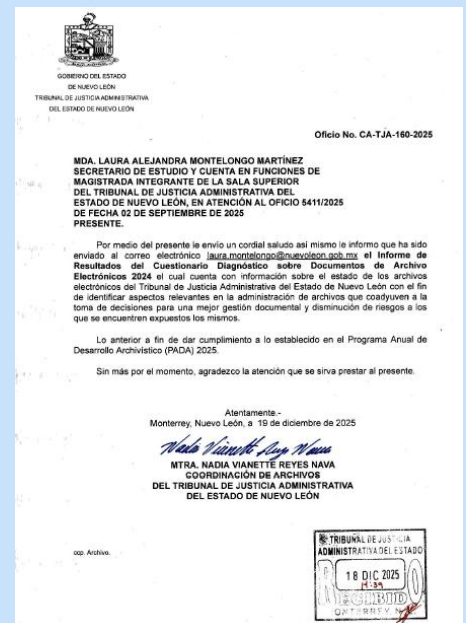 GOBIERNO DEL ESTADO
DE NUEVO LEÓN
TRIBUNAL DE JUSTICIA ADMINISTRATIVA
DEL ESTADO DE NUEVO LEÓN
Oficio No. CA-TJA-160-2025
MDA. LAURA ALEJANDRA MONTELONGO MARTÍNEZ
SECRETARIO DE ESTUDIO Y CUENTA EN FUNCIONES DE
MAGISTRADA INTEGRANTE DE LA SALA SUPERIOR
DEL TRIBUNAL DE JUSTICIA ADMINISTRATIVA DEL
ESTADO DE NUEVO LEÓN, EN ATENCIÓN AL OFICIO 5411/2025
DE FECHA 02 DE SEPTIEMBRE DE 2025
PRESENTE.
Por medio del presente le envío un cordial saludo así mismo le informo que ha sido
enviado al correo electrónico laura.montelongo@nuevoleon.gob.mx el Informe de
Resultados del Cuestionario Diagnóstico sobre Documentos de Archivo
Electrónicos 2024 el cual cuenta con información sobre el estado de los archivos
electrónicos del Tribunal de Justicia Administrativa del Estado de Nuevo León con el fin
de identificar aspectos relevantes en la administración de archivos que coadyuven a la
toma de decisiones para una mejor gestión documental y disminución de riesgos a los
que se encuentren expuestos los mismos.
Lo anterior a fin de dar cumplimiento a lo establecido en el Programa Anual de
Desarrollo Archivístico (PADA) 2025.
Sin más por el momento, agradezco la atención que se sirva prestar al presente.
Atentamente.-
Monterrey, Nuevo León, a 19 de diciembre de 2025
MTRA. NADIA VIANETTE REYES NAVA
COORDINACIÓN DE ARCHIVOS
DEL TRIBUNAL DE JUSTICIA ADMINISTRATIVA
DEL ESTADO DE NUEVO LEÓN
ccp. Archivo.
TRIBUNAL DE JUSTICIA
ADMINISTRATIVA DEL ESTADO
18 DIC 2025
RECIBIDO